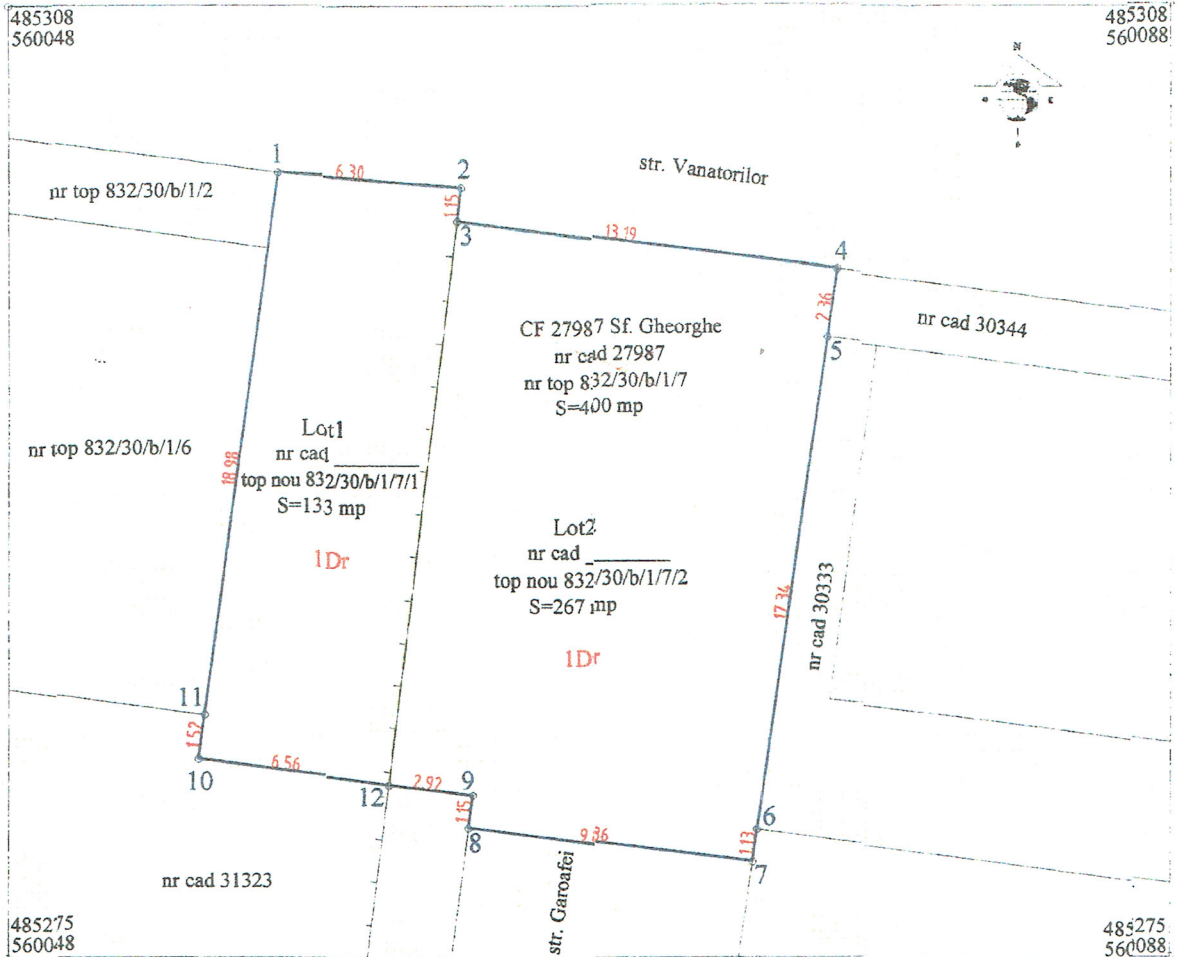 485308
560048
485308
560088
N
E
str. Vanatorilor
1
6.30
2
1.15
3
13.19
4
nr top 832/30/b/1/2
2.36
5
nr cad 30344
CF 27987 Sf. Gheorghe
nr cad 27987
nr top 832/30/b/1/7
S=400 mp
nr top 832/30/b/1/6
18.98
Lot1
nr cad ________
top nou 832/30/b/1/7/1
S=133 mp
1Dr
Lot2
nr cad ________
top nou 832/30/b/1/7/2
S=267 mp
1Dr
17.34
nr cad 30333
11
1.52
10
6.56
12
2.92
9
1.15
8
9.36
6
1.13
7
nr cad 31323
str. Garoafei
485275
560048
485275
560088